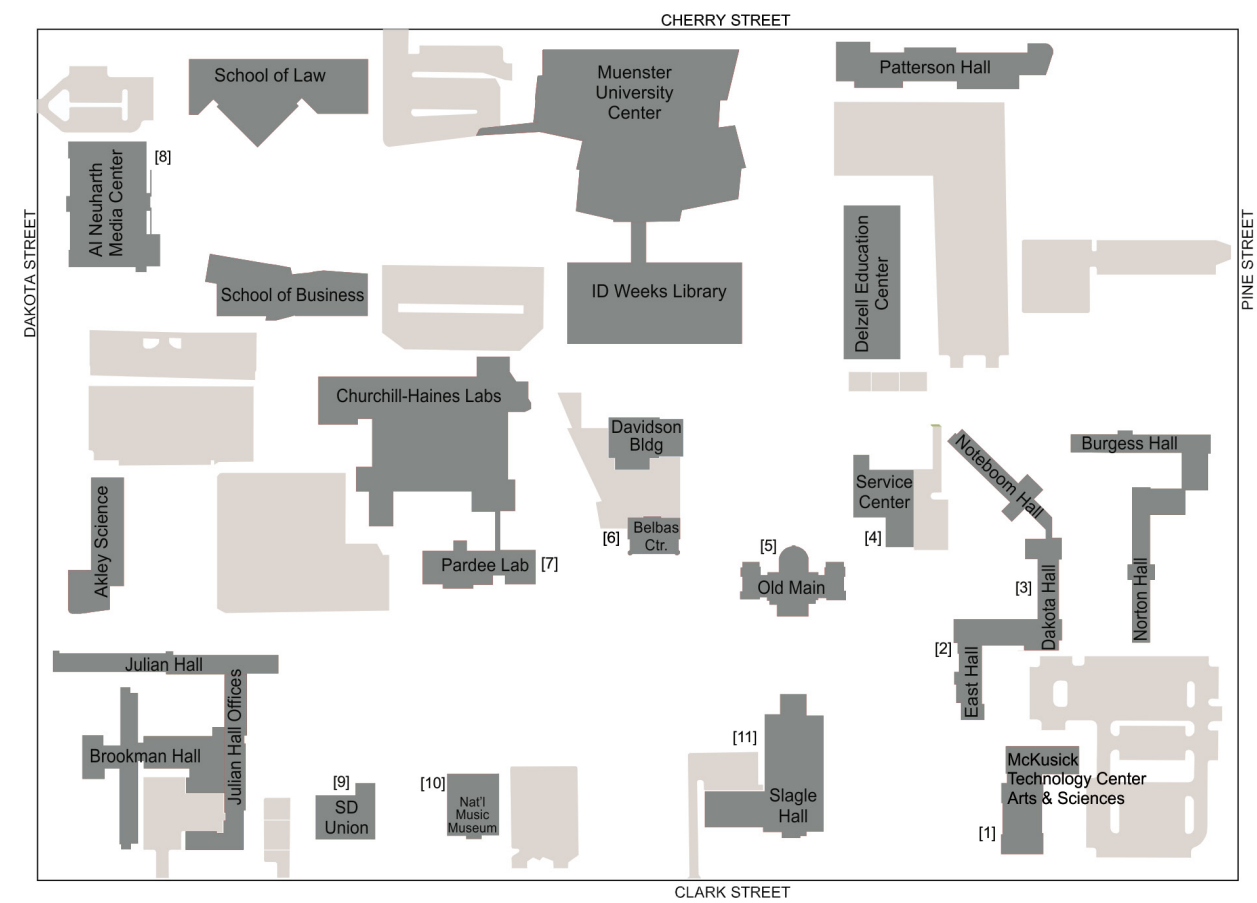 CHERRY STREET
School of Law
Muenster
University
Center
Patterson Hall
[8]
Al Neuharth
Media Center
DAKOTA STREET
PINE STREET
School of Business
ID Weeks Library
Delzell Education
Center
Churchill-Haines Labs
Davidson
Bldg
Noteboom Hall
Burgess Hall
Service
Center
[4]
Akley Science
[6]
Belbas
Ctr.
Pardee Lab
[7]
[5]
Old Main
[3]
Dakota Hall
Norton Hall
[2]
East Hall
Julian Hall
Julian Hall Offices
Brookman Hall
[9]
SD
Union
[10]
Nat'l
Music
Museum
[11]
Slagle
Hall
McKusick
Technology Center
Arts & Sciences
[1]
CLARK STREET